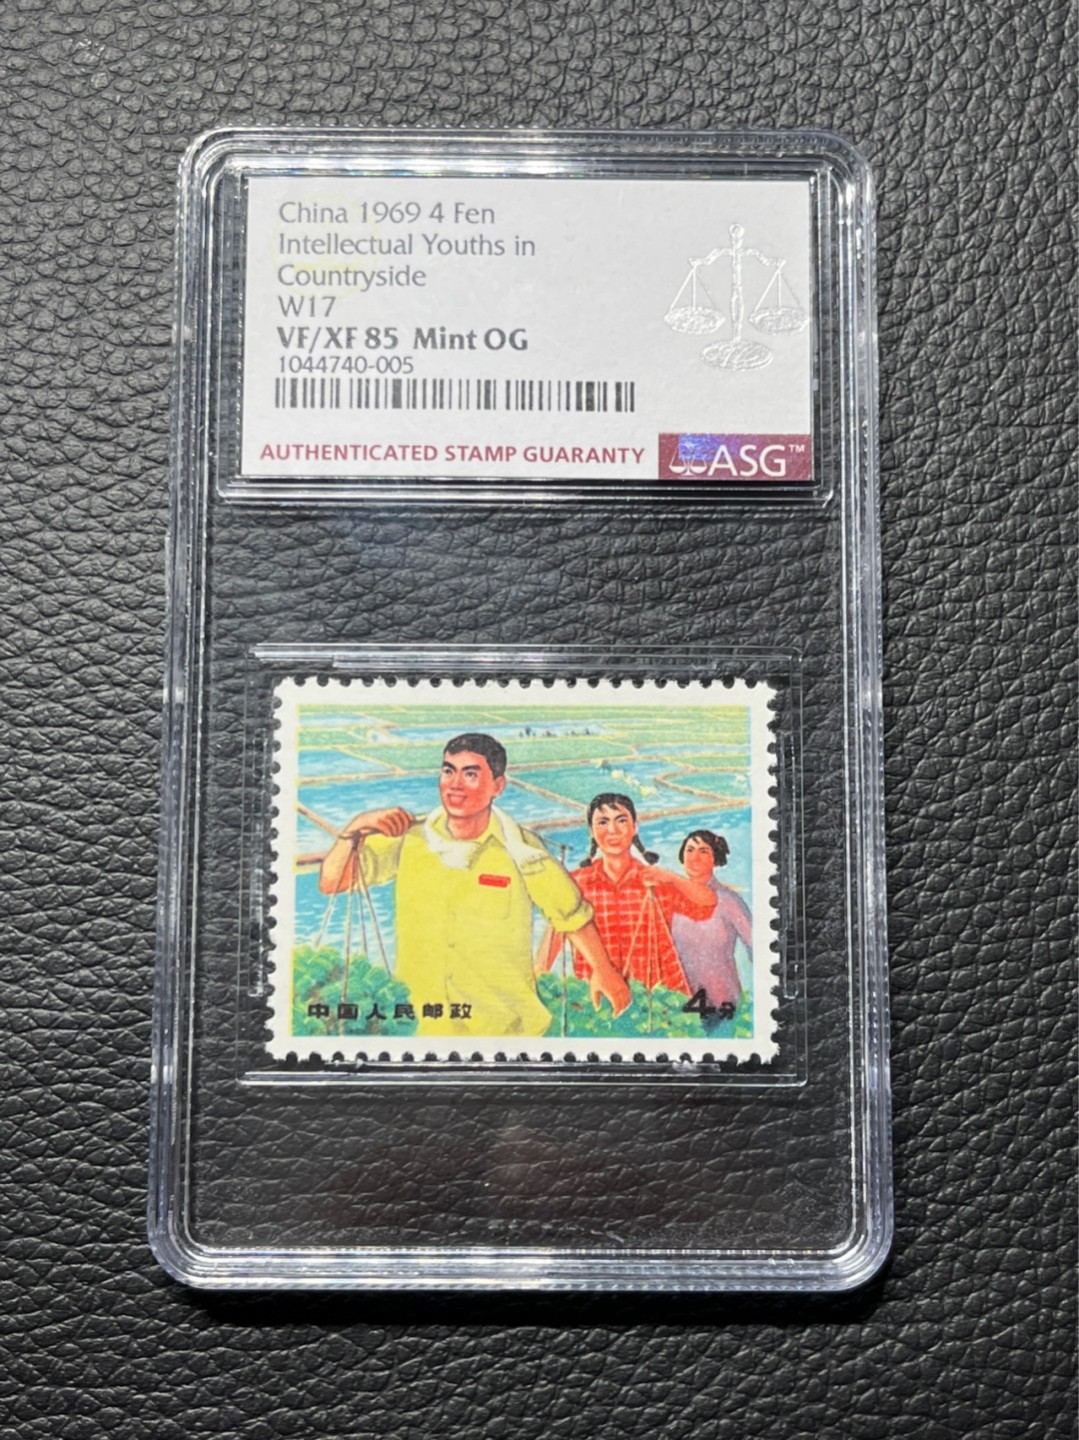 China 1969 4 Fen
Intellectual Youths in
Countryside
W17
VF/XF 85 Mint OG
1044740-005
AUTHENTICATED STAMP GUARANTY
ASG™
中国人民邮政
4分